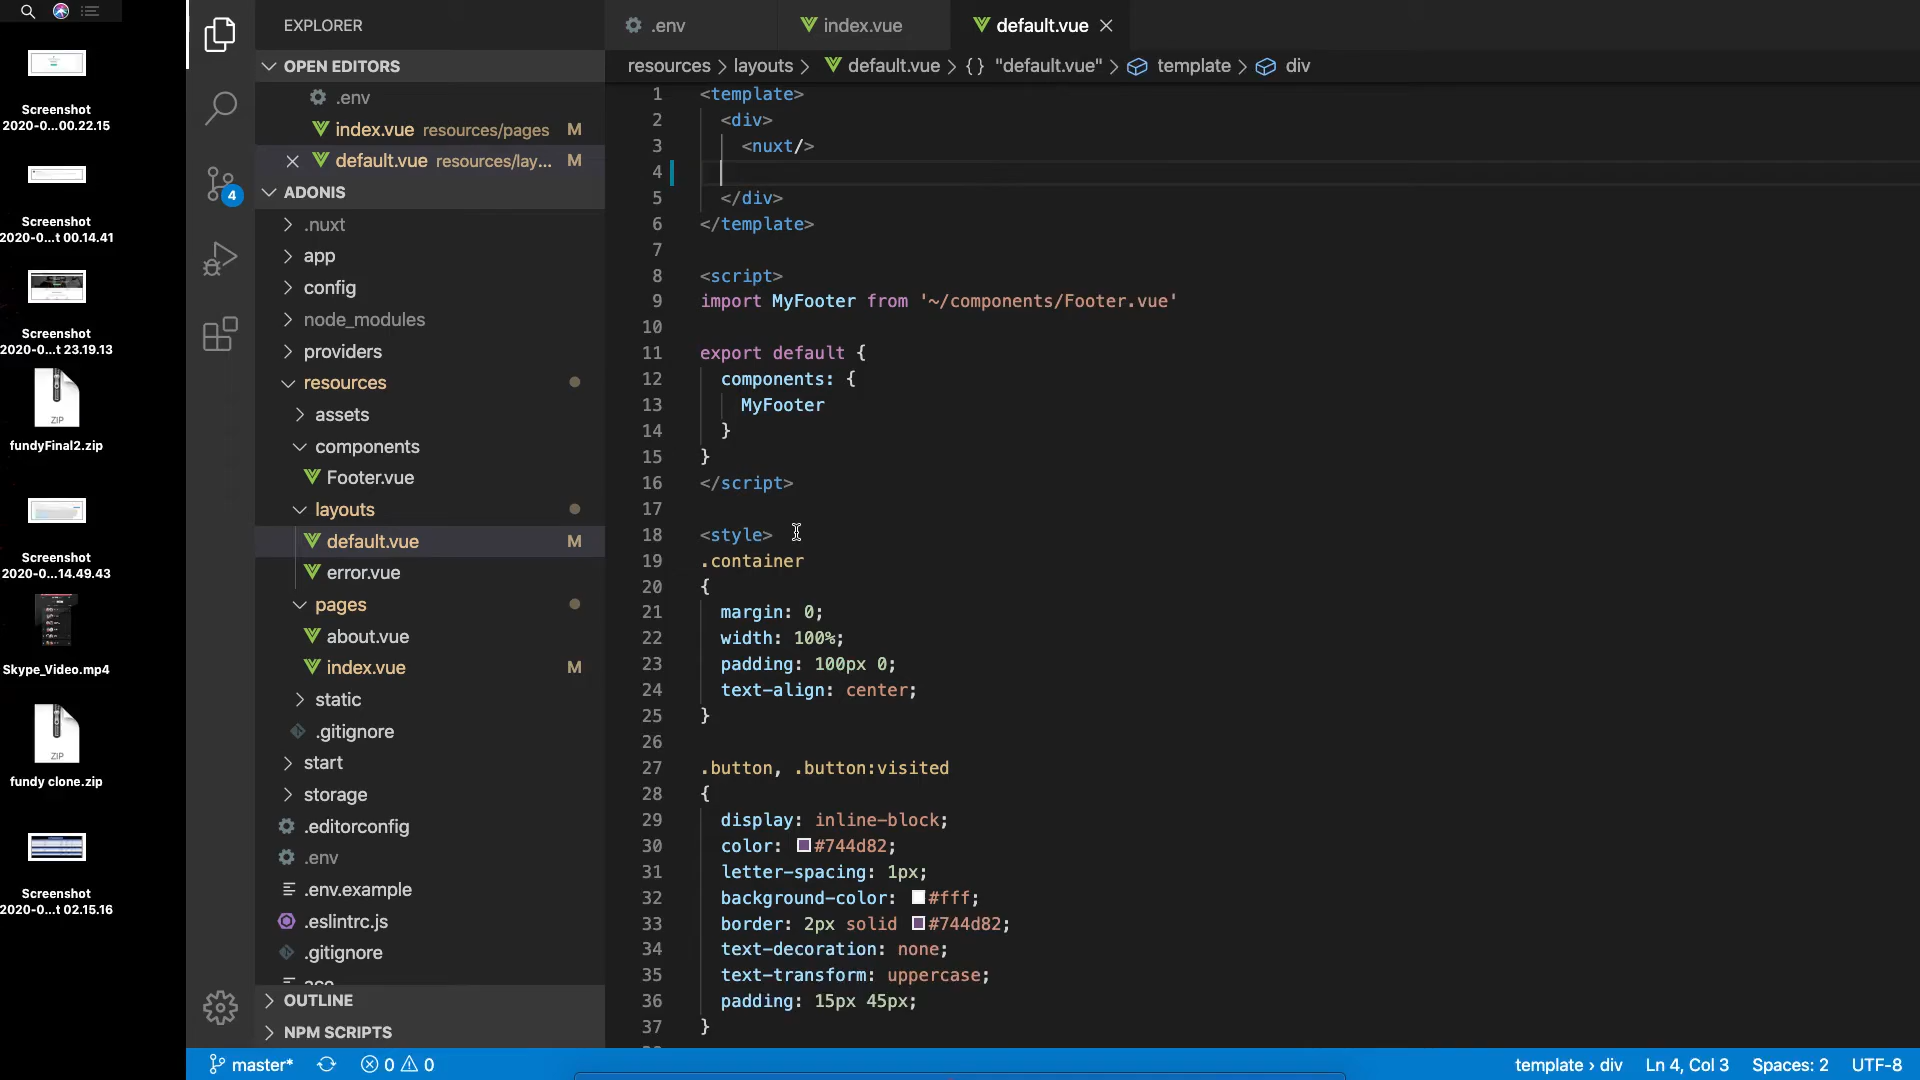 Screenshot
2020-0...00.22.15
Screenshot
2020-0...t 00.14.41
Screenshot
2020-0...t 23.19.13
ZIP
fundyFinal2.zip
Screenshot
2020-0...14.49.43
Skype_Video.mp4
ZIP
fundy clone.zip
Screenshot
2020-0...t 02.15.16
4
EXPLORER
OPEN EDITORS
.env
index.vue resources/pages M
default.vue resources/lay... M
ADONIS
.nuxt
app
config
node_modules
providers
resources
assets
components
Footer.vue
layouts
default.vue M
error.vue
pages
about.vue
index.vue M
static
.gitignore
start
storage
.editorconfig
.env
.env.example
.eslintrc.js
.gitignore
OUTLINE
NPM SCRIPTS
.env index.vue default.vue
resources > layouts > default.vue > {} "default.vue" > template > div
1 <template>
2 <div>
3 <nuxt/>
4
5 </div>
6 </template>
7
8 <script>
9 import MyFooter from '~/components/Footer.vue'
10
11 export default {
12 components: {
13 MyFooter
14 }
15 }
16 </script>
17
18 <style>
19 .container
20 {
21 margin: 0;
22 width: 100%;
23 padding: 100px 0;
24 text-align: center;
25 }
26
27 .button, .button:visited
28 {
29 display: inline-block;
30 color: #744d82;
31 letter-spacing: 1px;
32 background-color: #fff;
33 border: 2px solid #744d82;
34 text-decoration: none;
35 text-transform: uppercase;
36 padding: 15px 45px;
37 }
master* 0 0 template › div Ln 4, Col 3 Spaces: 2 UTF-8